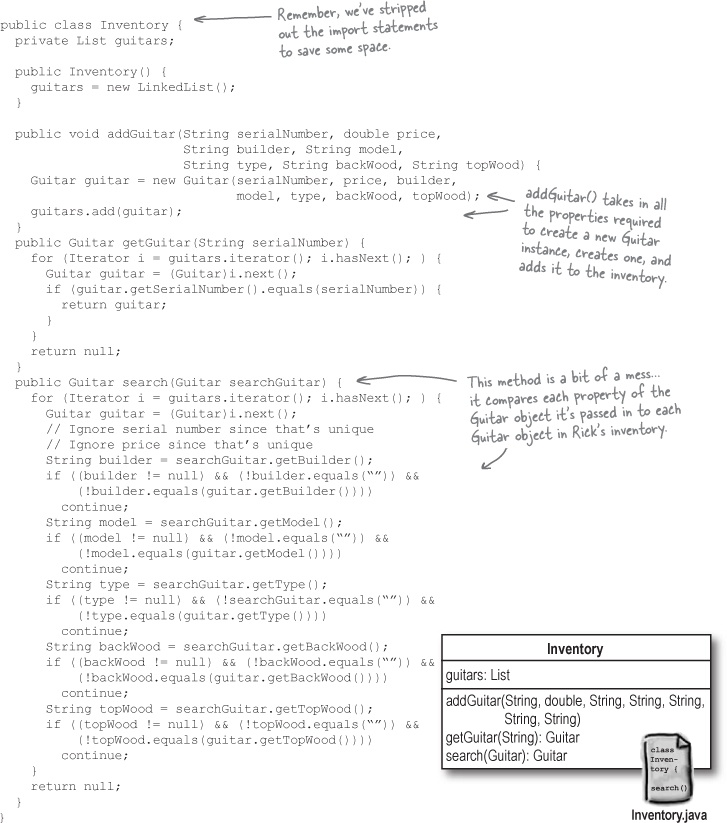 public class Inventory {
private List guitars;
public Inventory() {
guitars = new LinkedList();
}
public void addGuitar(String serialNumber, double price,
String builder, String model,
String type, String backWood, String topWood) {
Guitar guitar = new Guitar(serialNumber, price, builder,
model, type, backWood, topWood);
guitars.add(guitar);
}
public Guitar getGuitar(String serialNumber) {
for (Iterator i = guitars.iterator(); i.hasNext(); ) {
Guitar guitar = (Guitar)i.next();
if (guitar.getSerialNumber().equals(serialNumber)) {
return guitar;
}
}
return null;
}
public Guitar search(Guitar searchGuitar) {
for (Iterator i = guitars.iterator(); i.hasNext(); ) {
Guitar guitar = (Guitar)i.next();
// Ignore serial number since that’s unique
// Ignore price since that’s unique
String builder = searchGuitar.getBuilder();
if ((builder != null) && (!builder.equals(“”)) &&
(!builder.equals(guitar.getBuilder())))
continue;
String model = searchGuitar.getModel();
if ((model != null) && (!model.equals(“”)) &&
(!model.equals(guitar.getModel())))
continue;
String type = searchGuitar.getType();
if ((type != null) && (!searchGuitar.equals(“”)) &&
(!type.equals(guitar.getType())))
continue;
String backWood = searchGuitar.getBackWood();
if ((backWood != null) && (!backWood.equals(“”)) &&
(!backWood.equals(guitar.getBackWood())))
continue;
String topWood = searchGuitar.getTopWood();
if ((topWood != null) && (!topWood.equals(“”)) &&
(!topWood.equals(guitar.getTopWood())))
continue;
}
return null;
}
}
Remember, we’ve stripped
out the import statements
to save some space.
addGuitar() takes in all
the properties required
to create a new Guitar
instance, creates one, and
adds it to the inventory.
This method is a bit of a mess...
it compares each property of the
Guitar object it’s passed in to each
Guitar object in Rick’s inventory.
Inventory
guitars: List
addGuitar(String, double, String, String, String,
String, String)
getGuitar(String): Guitar
search(Guitar): Guitar
class
Inven-
tory {
search()
Inventory.java